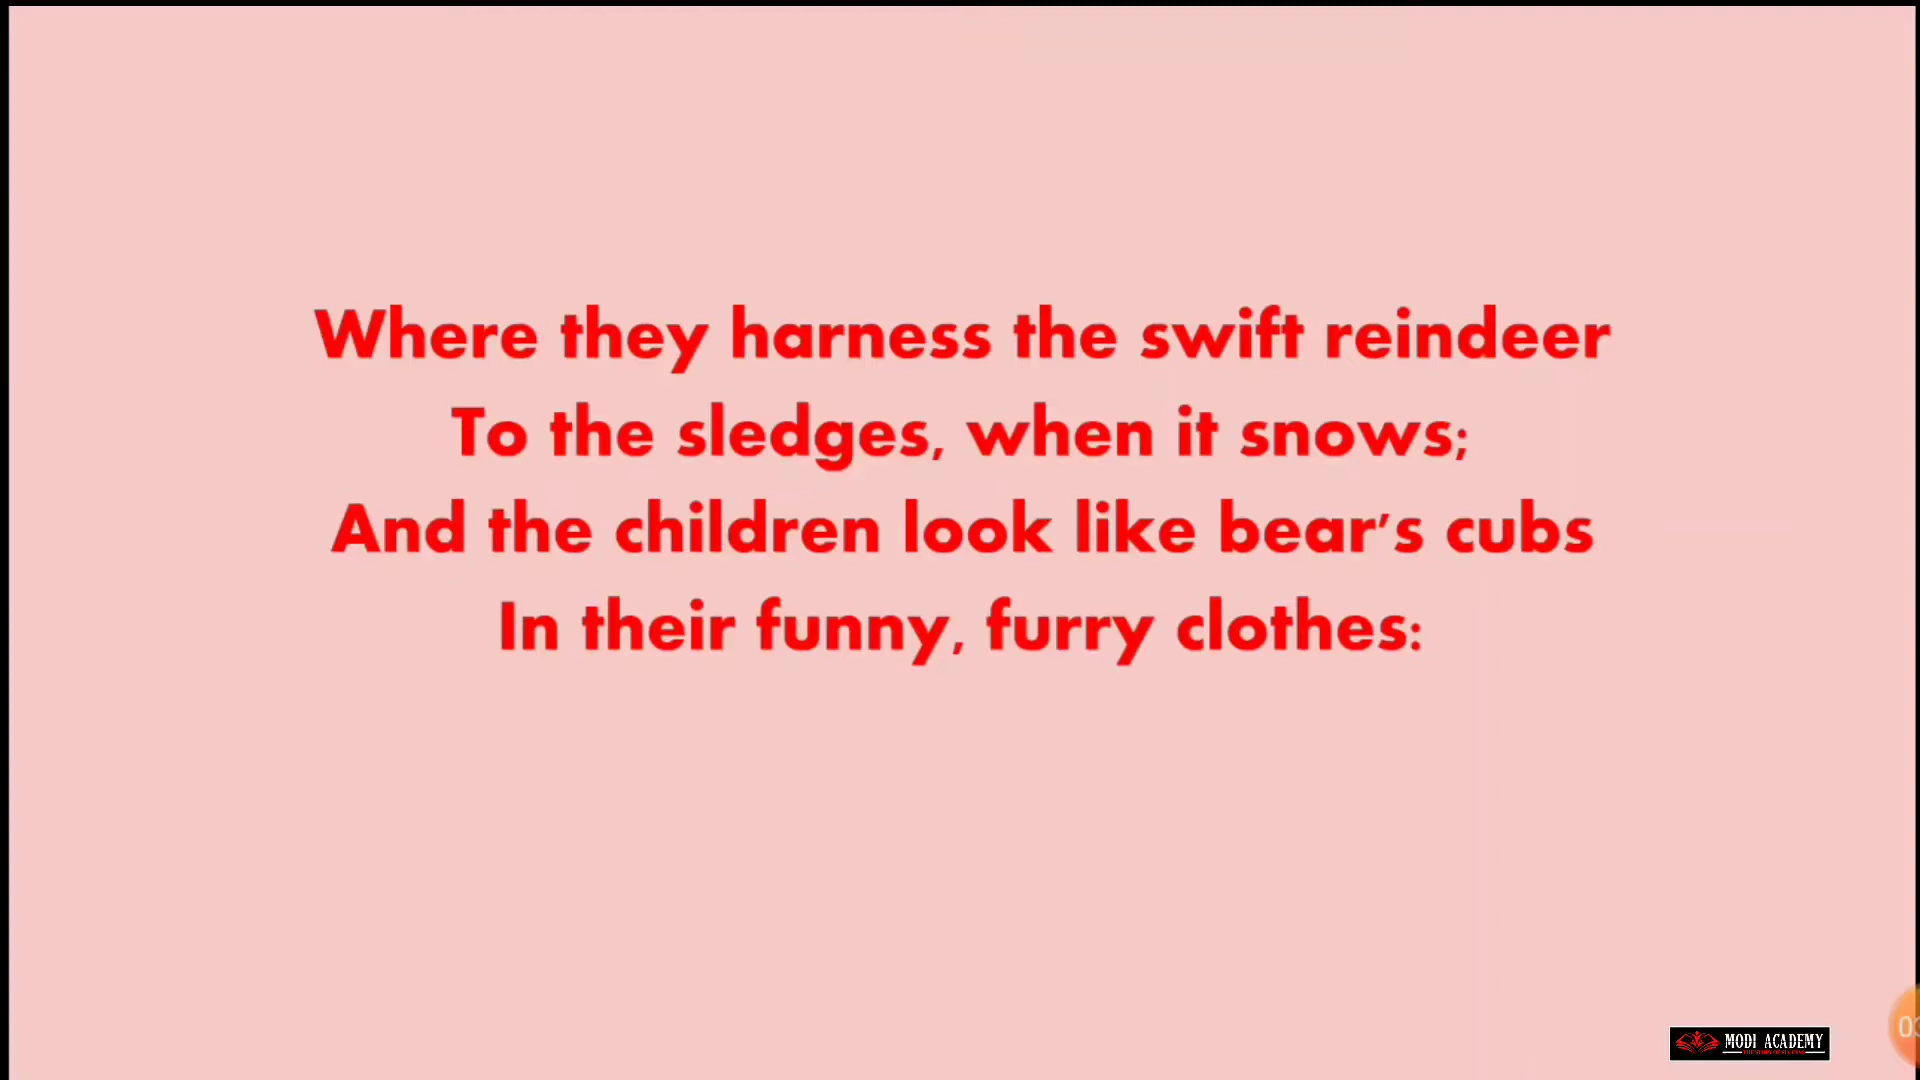 Where they harness the swift reindeer
To the sledges, when it snows;
And the children look like bear's cubs
In their funny, furry clothes:
MODI ACADEMY